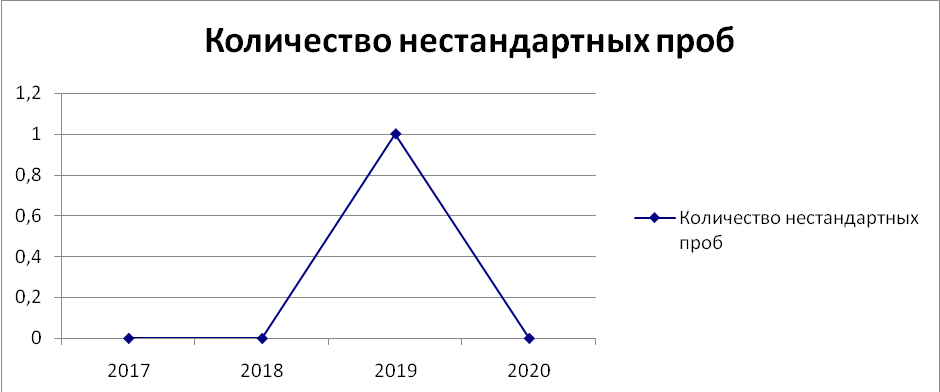 Количество нестандартных проб
1,2
1
0,8
0,6
0,4
0,2
0
2017 2018 2019 2020
Количество нестандартных
проб